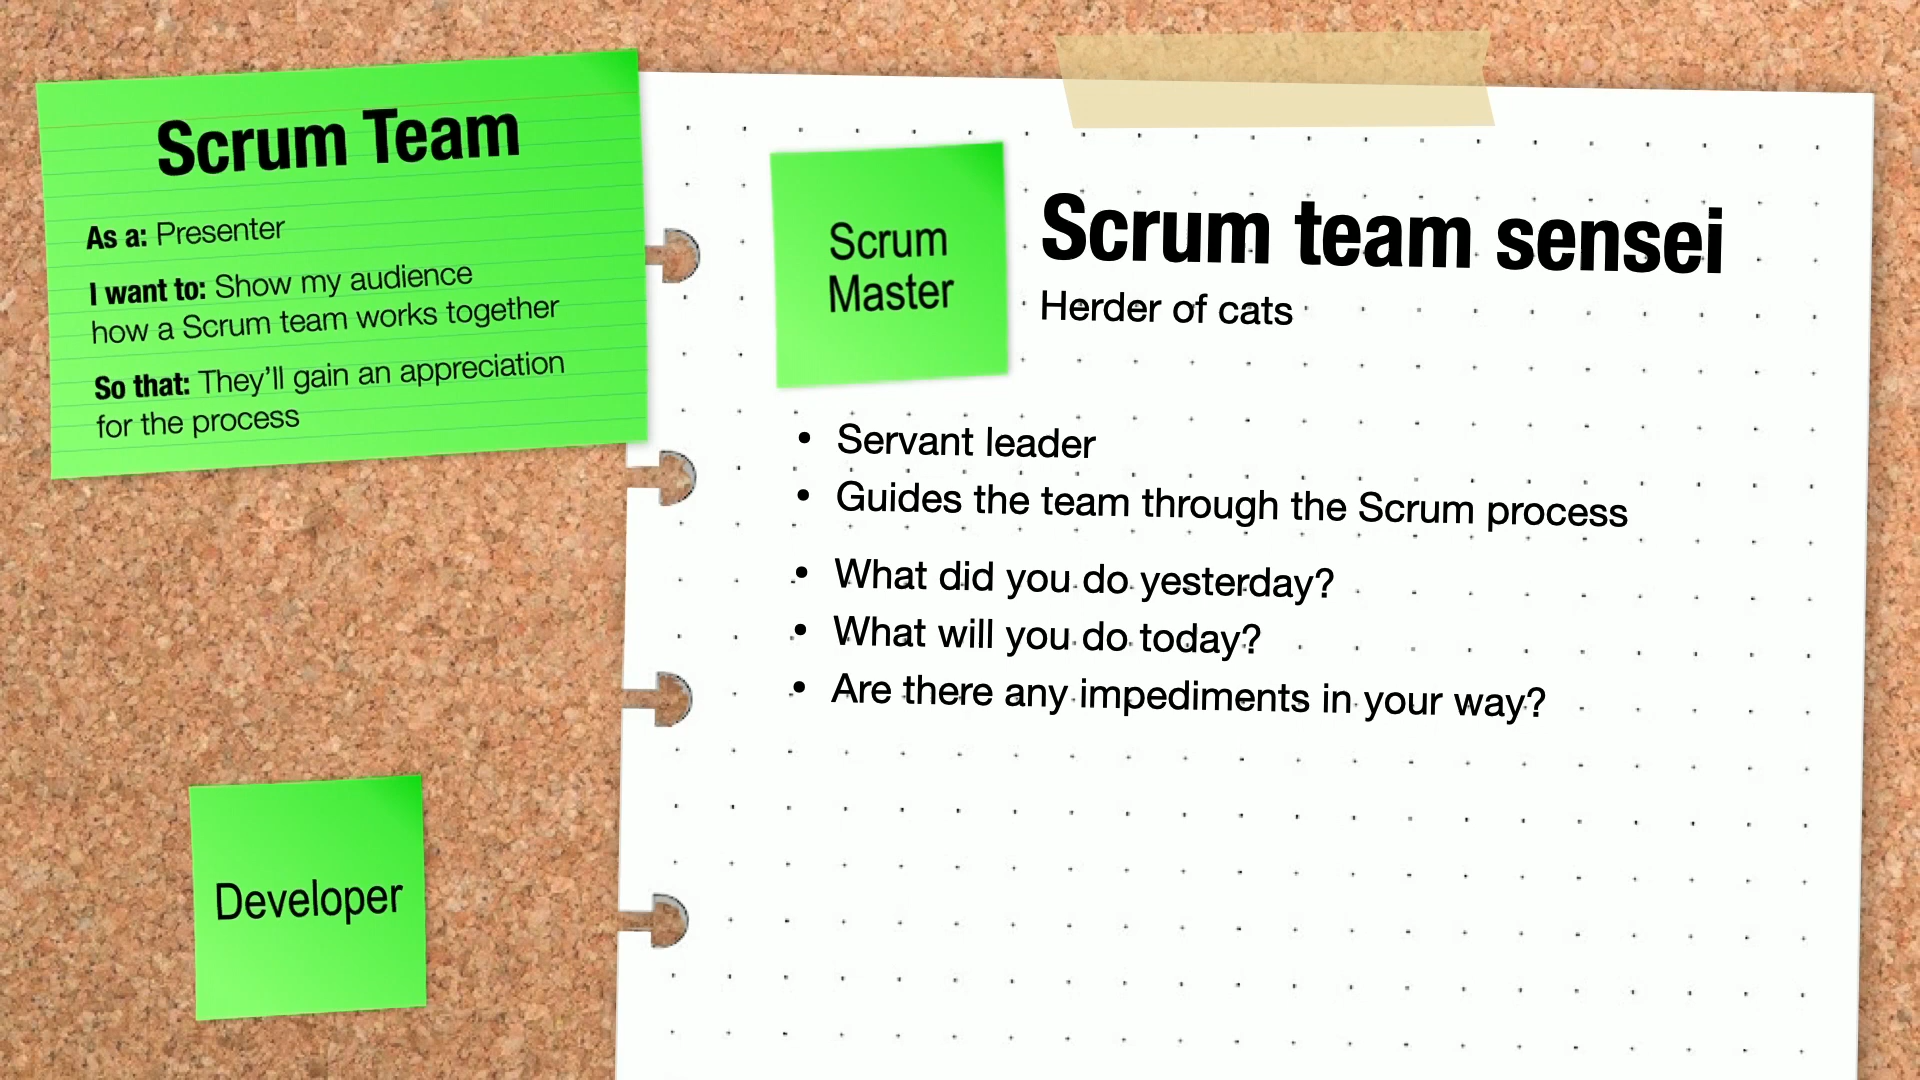 Scrum Team
As a: Presenter
I want to: Show my audience
how a Scrum team works together
So that: They'll gain an appreciation
for the process
Scrum
Master
Scrum team sensei
Herder of cats
• Servant leader
• Guides the team through the Scrum process
• What did you do yesterday?
• What will you do today?
• Are there any impediments in your way?
Developer